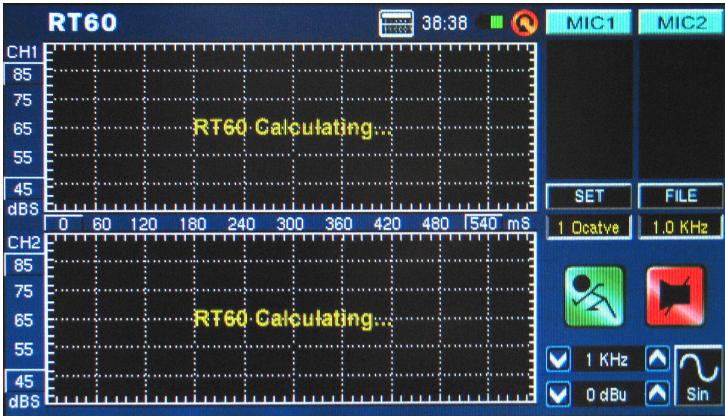 RT60 38:38 MIC1 MIC2
CH1
85
75
65 RT60 Calculating...
55
45
dBS
0 60 120 180 240 300 360 420 480 540 mS
SET FILE
1 Ocatve 1.0 KHz
CH2
85
75
65 RT60 Calculating...
55
45
dBS
1 KHz
0 dBu
Sin